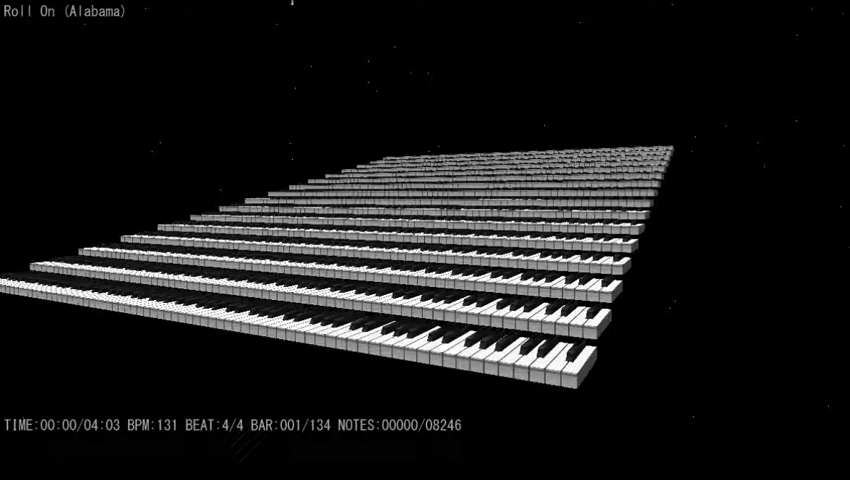 Roll On (Alabama)
TIME:00:00/04:03 BPM:131 BEAT:4/4 BAR:001/134 NOTES:00000/08246